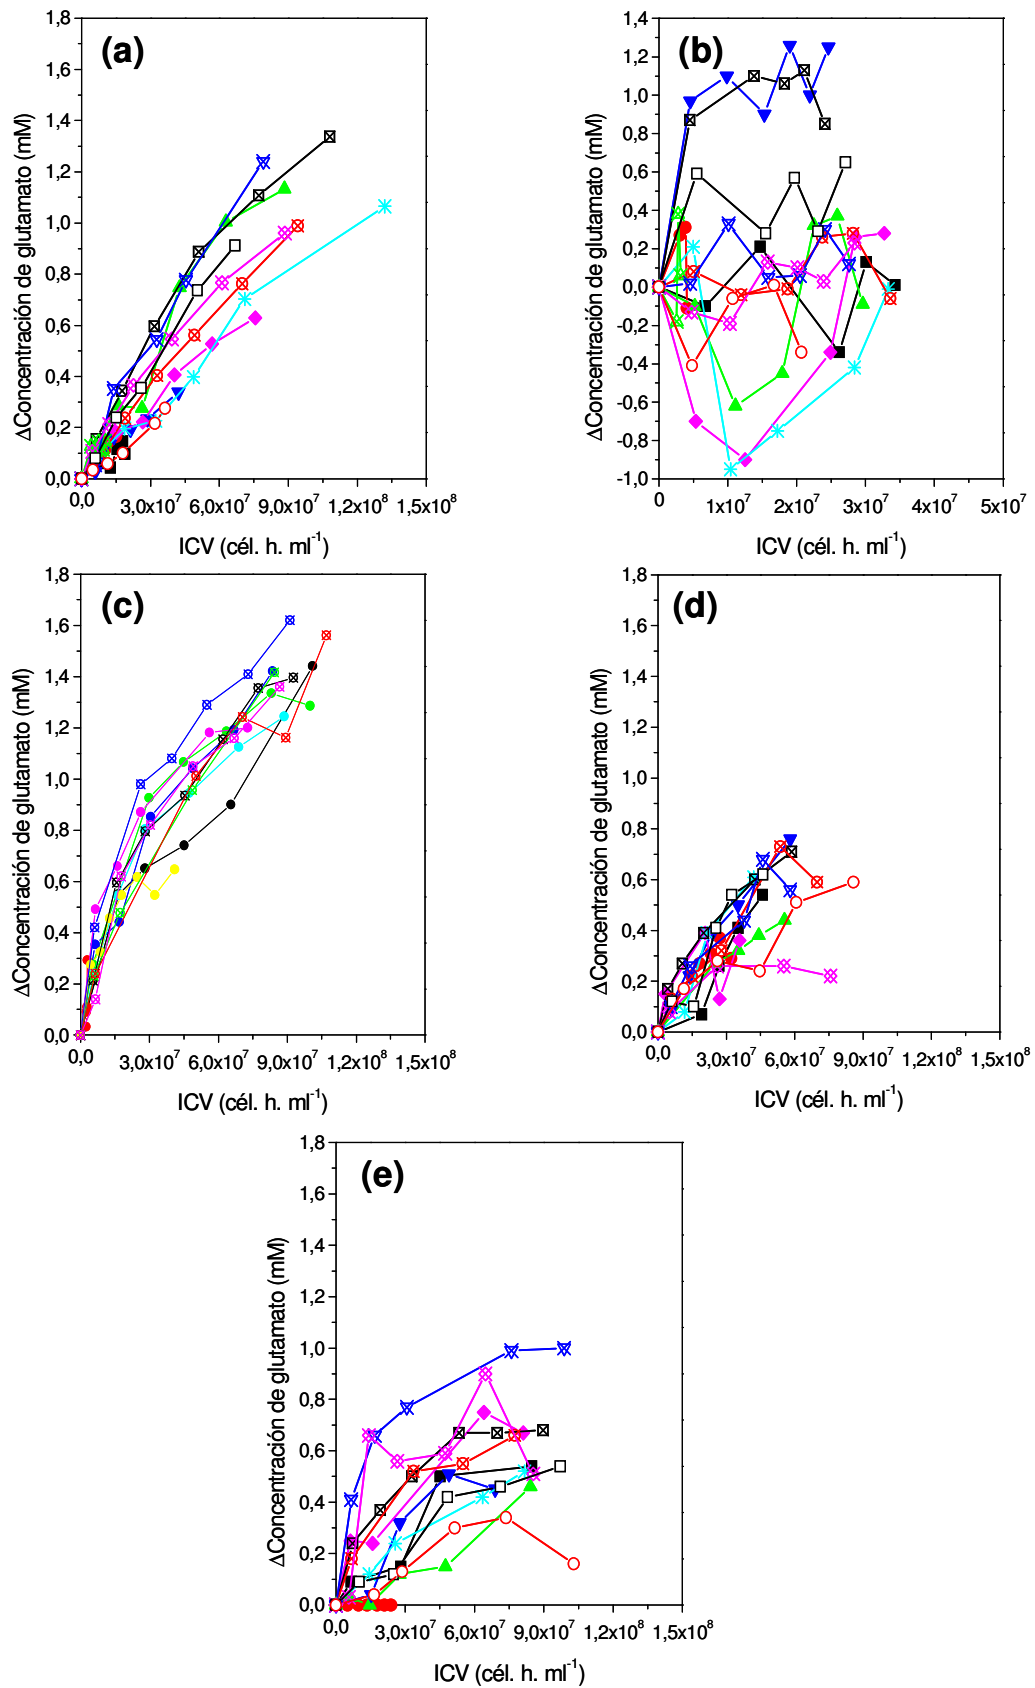 (a)
ΔConcentración de glutamato (mM)
1,8
1,6
1,4
1,2
1,0
0,8
0,6
0,4
0,2
0,0
0,0 3,0x10⁷ 6,0x10⁷ 9,0x10⁷ 1,2x10⁸ 1,5x10⁸
ICV (cél. h. ml⁻¹)
(b)
ΔConcentración de glutamato (mM)
1,4
1,2
1,0
0,8
0,6
0,4
0,2
0,0
-0,2
-0,4
-0,6
-0,8
-1,0
0 1x10⁷ 2x10⁷ 3x10⁷ 4x10⁷ 5x10⁷
ICV (cél. h. ml⁻¹)
(c)
ΔConcentración de glutamato (mM)
1,8
1,6
1,4
1,2
1,0
0,8
0,6
0,4
0,2
0,0
0,0 3,0x10⁷ 6,0x10⁷ 9,0x10⁷ 1,2x10⁸ 1,5x10⁸
ICV (cél. h. ml⁻¹)
(d)
ΔConcentración de glutamato (mM)
1,8
1,6
1,4
1,2
1,0
0,8
0,6
0,4
0,2
0,0
0,0 3,0x10⁷ 6,0x10⁷ 9,0x10⁷ 1,2x10⁸ 1,5x10⁸
ICV (cél. h. ml⁻¹)
(e)
ΔConcentración de glutamato (mM)
1,8
1,6
1,4
1,2
1,0
0,8
0,6
0,4
0,2
0,0
0,0 3,0x10⁷ 6,0x10⁷ 9,0x10⁷ 1,2x10⁸ 1,5x10⁸
ICV (cél. h. ml⁻¹)